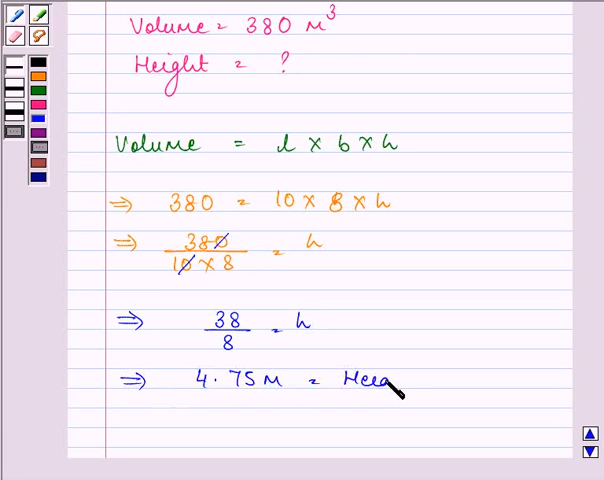 Volume = 380 M³
Height = ?
Volume = l × b × h
⇒ 380 = 10 × 8 × h
⇒ 380 / 10 × 8 = h
⇒ 38 / 8 = h
⇒ 4.75 M = Heig